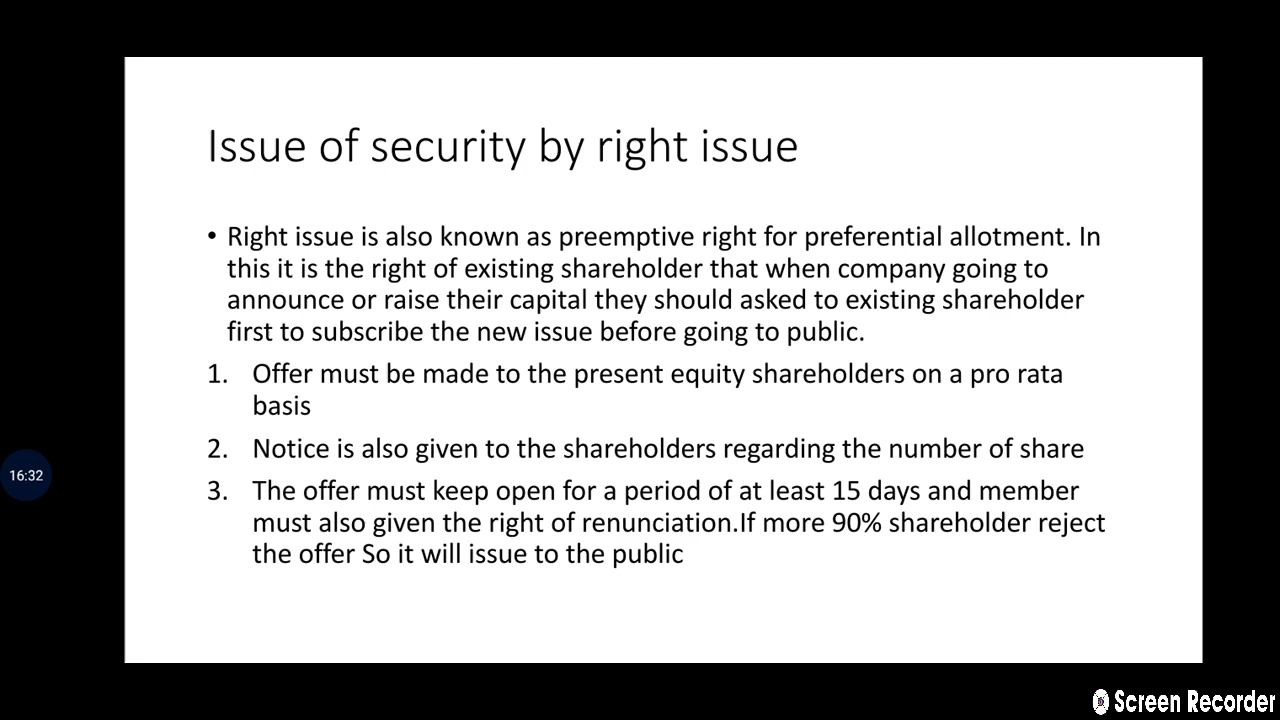 Issue of security by right issue
• Right issue is also known as preemptive right for preferential allotment. In
this it is the right of existing shareholder that when company going to
announce or raise their capital they should asked to existing shareholder
first to subscribe the new issue before going to public.
1. Offer must be made to the present equity shareholders on a pro rata
basis
2. Notice is also given to the shareholders regarding the number of share
3. The offer must keep open for a period of at least 15 days and member
must also given the right of renunciation.If more 90% shareholder reject
the offer So it will issue to the public
16:32
Screen Recorder